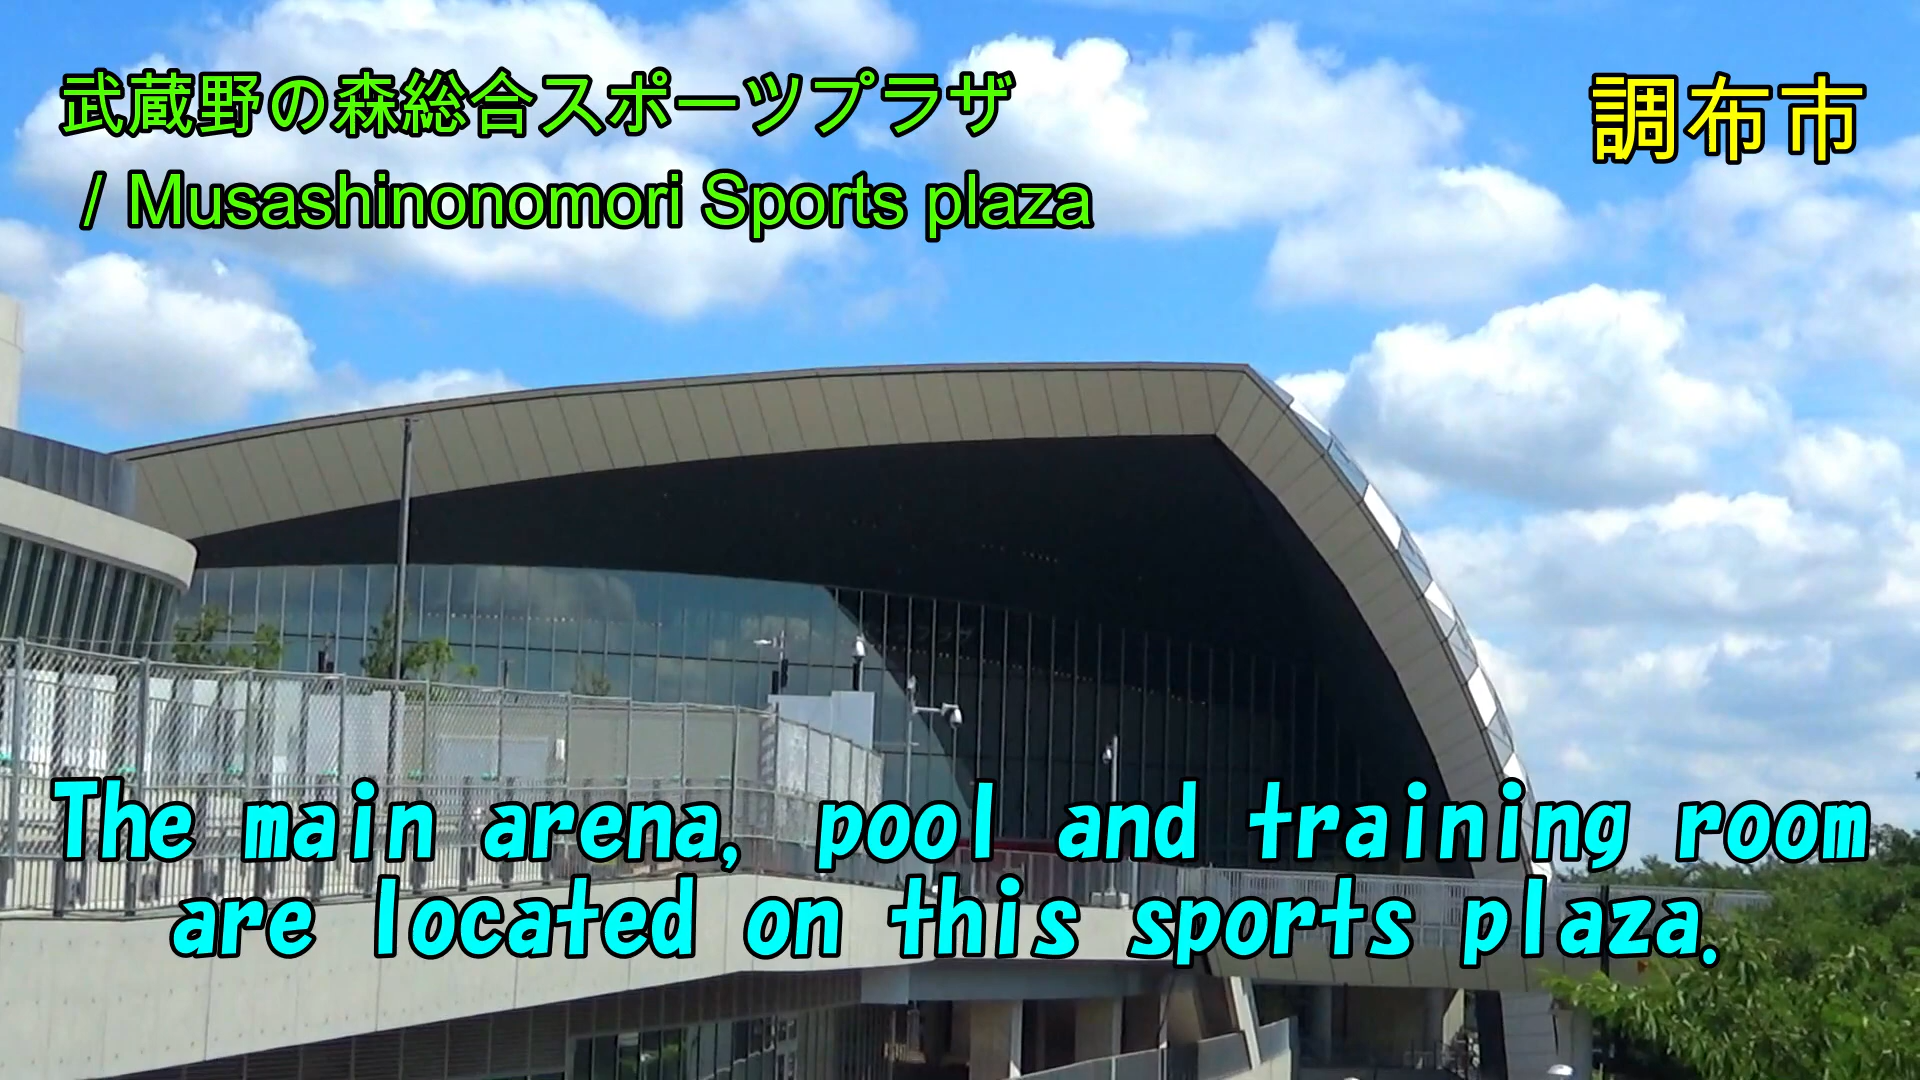 武蔵野の森総合スポーツプラザ
/ Musashinonomori Sports plaza
調布市
The main arena, pool and training room
are located on this sports plaza.